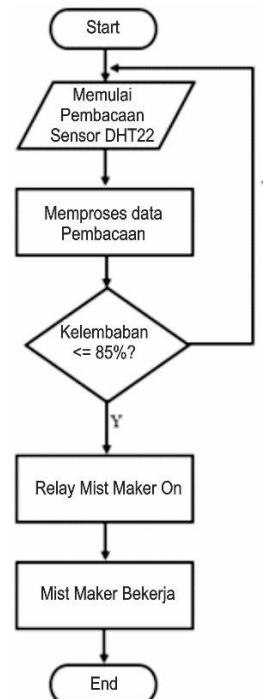 Start
Memulai
Pembacaan
Sensor DHT22
Memproses data
Pembacaan
Kelembaban
<= 85%?
Y
Relay Mist Maker On
Mist Maker Bekerja
End